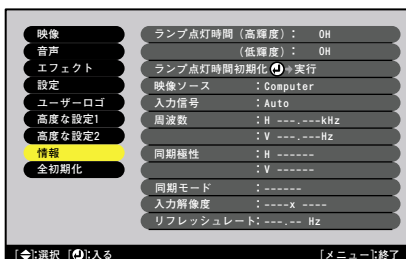 映像
音声
エフェクト
設定
ユーザーロゴ
高度な設定1
高度な設定2
情報
全初期化
ランプ点灯時間(高輝度): 0H
(低輝度): 0H
ランプ点灯時間初期化 実行
映像ソース :Computer
入力信号 :Auto
周波数 :H ---.---kHz
:V ---.---Hz
同期極性 :H ------
:V ------
同期モード :------
入力解像度 :----x ----
リフレッシュレート:---.-- Hz
[ ]:選択 [ ]:入る [メニュー]:終了